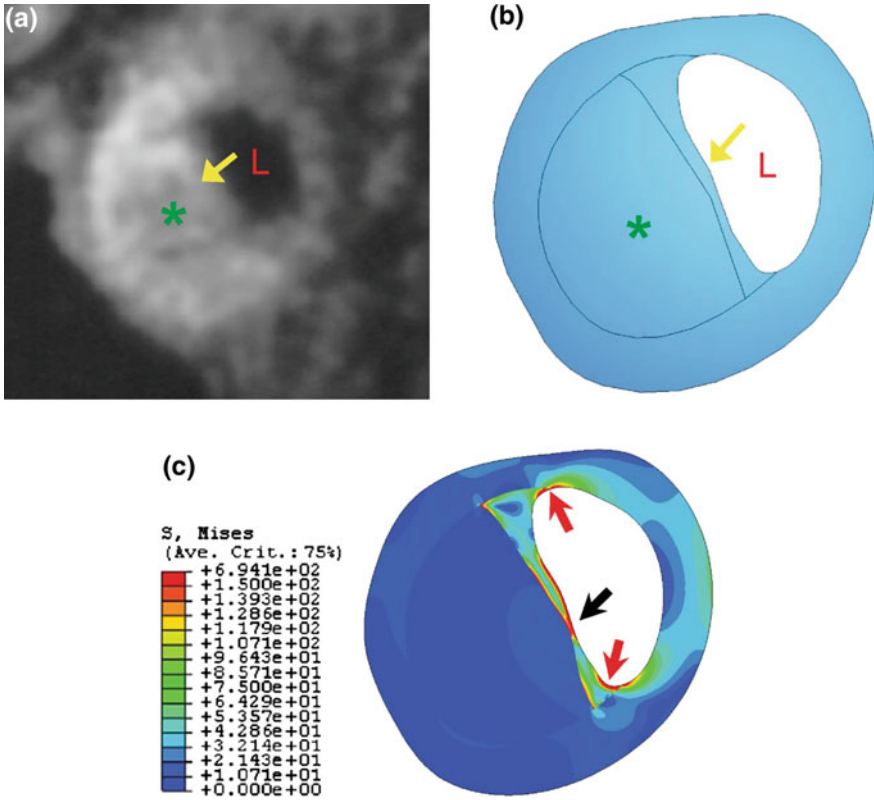 (a)
L
*
(b)
L
*
(c)
S, Mises
(Ave. Crit.: 75%)
+6.941e+02
+1.500e+02
+1.393e+02
+1.286e+02
+1.179e+02
+1.071e+02
+9.643e+01
+8.571e+01
+7.500e+01
+6.429e+01
+5.357e+01
+4.286e+01
+3.214e+01
+2.143e+01
+1.071e+01
+0.000e+00